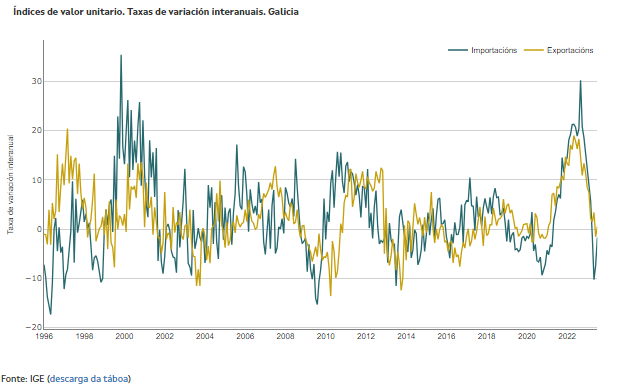 Índices de valor unitario. Taxas de variación interanuais. Galicia
Importacións
Exportacións
Taxa de variación interanual
30
20
10
0
−10
−20
1996 1998 2000 2002 2004 2006 2008 2010 2012 2014 2016 2018 2020 2022
Fonte: IGE (descarga da táboa)